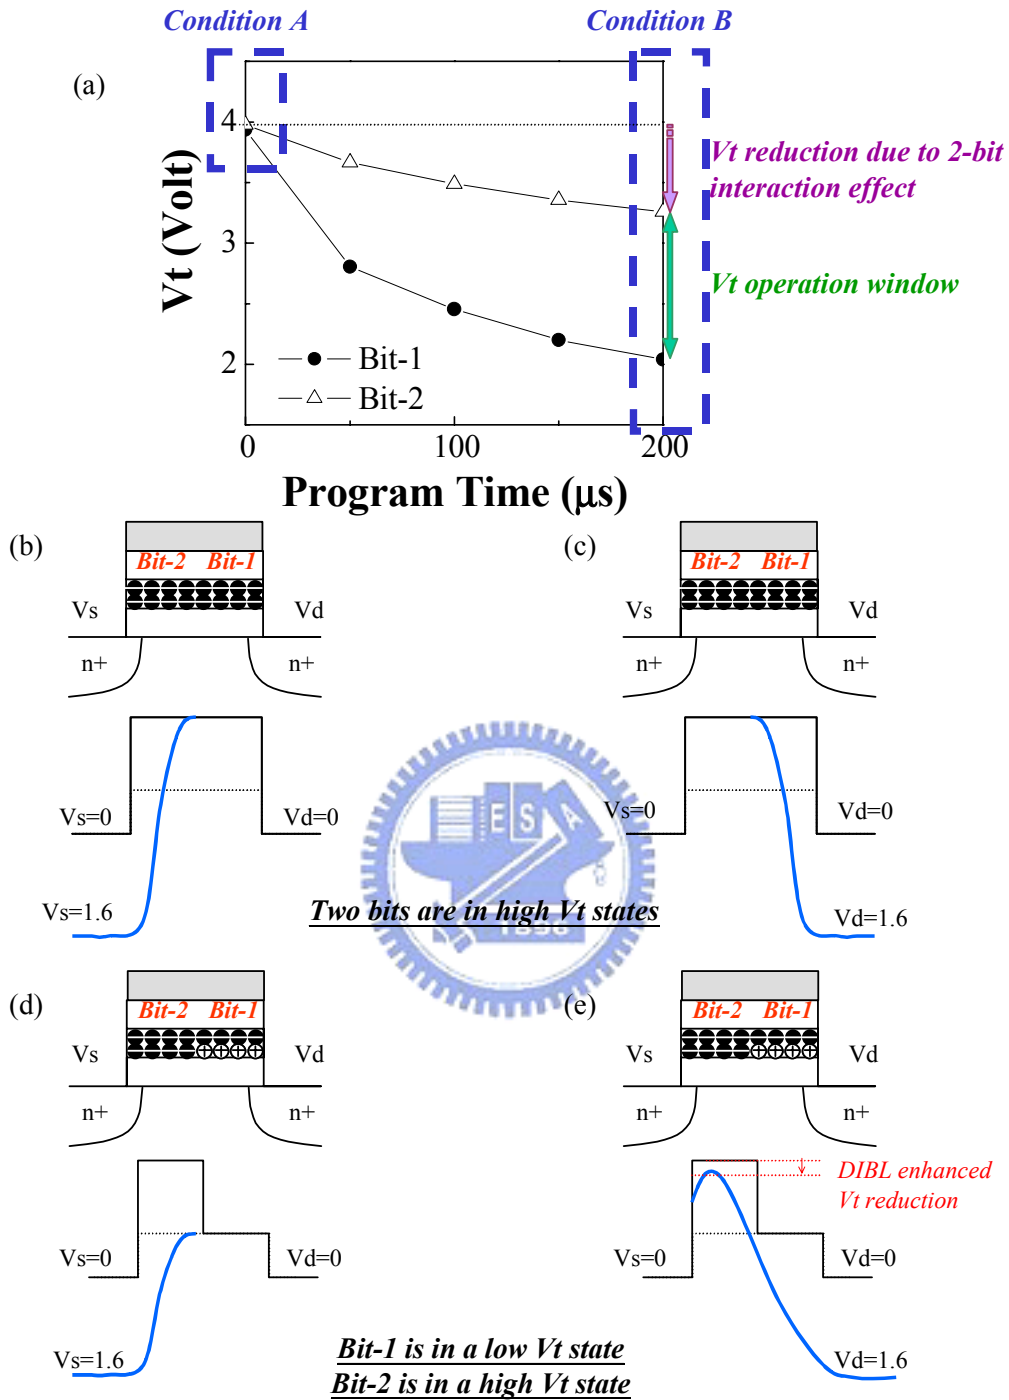 Condition A
Condition B
(a)
4
3
2
Vt (Volt)
Vt reduction due to 2-bit
interaction effect
Vt operation window
Bit-1
Bit-2
0
100
200
Program Time (μs)
(b)
Bit-2 Bit-1
Vs
Vd
n+
n+
Vs=0
Vd=0
Vs=1.6
(c)
Bit-2 Bit-1
Vs
Vd
n+
n+
Vs=0
Vd=0
Vd=1.6
E S A
1896
Two bits are in high Vt states
(d)
Bit-2 Bit-1
Vs
Vd
n+
n+
Vs=0
Vd=0
Vs=1.6
(e)
Bit-2 Bit-1
Vs
Vd
n+
n+
DIBL enhanced
Vt reduction
Vs=0
Vd=0
Vd=1.6
Bit-1 is in a low Vt state
Bit-2 is in a high Vt state